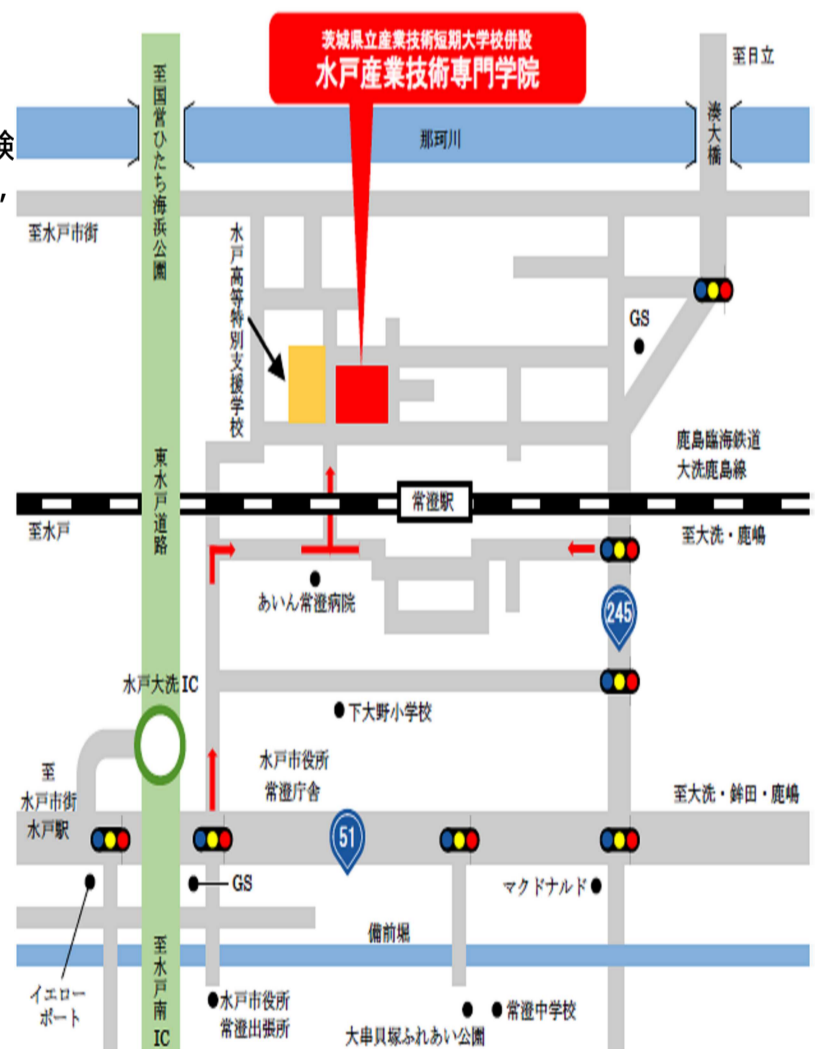 茨城県立産業技術短期大学校併設
水戸産業技術専門学院
至日立
至国営ひたち海浜公園
湊大橋
那珂川
険
,
至水戸市街
水戸高等特別支援学校
GS
鹿島臨海鉄道
大洗鹿島線
東水戸道路
常澄駅
至水戸
至大洗・鹿嶋
あいん常澄病院
245
水戸大洗IC
下大野小学校
水戸市役所
常澄庁舎
至
水戸市街
水戸駅
至大洗・鉾田・鹿嶋
51
GS
マクドナルド
備前堀
至水戸南IC
イエロー
ポート
水戸市役所
常澄出張所
常澄中学校
大串貝塚ふれあい公園